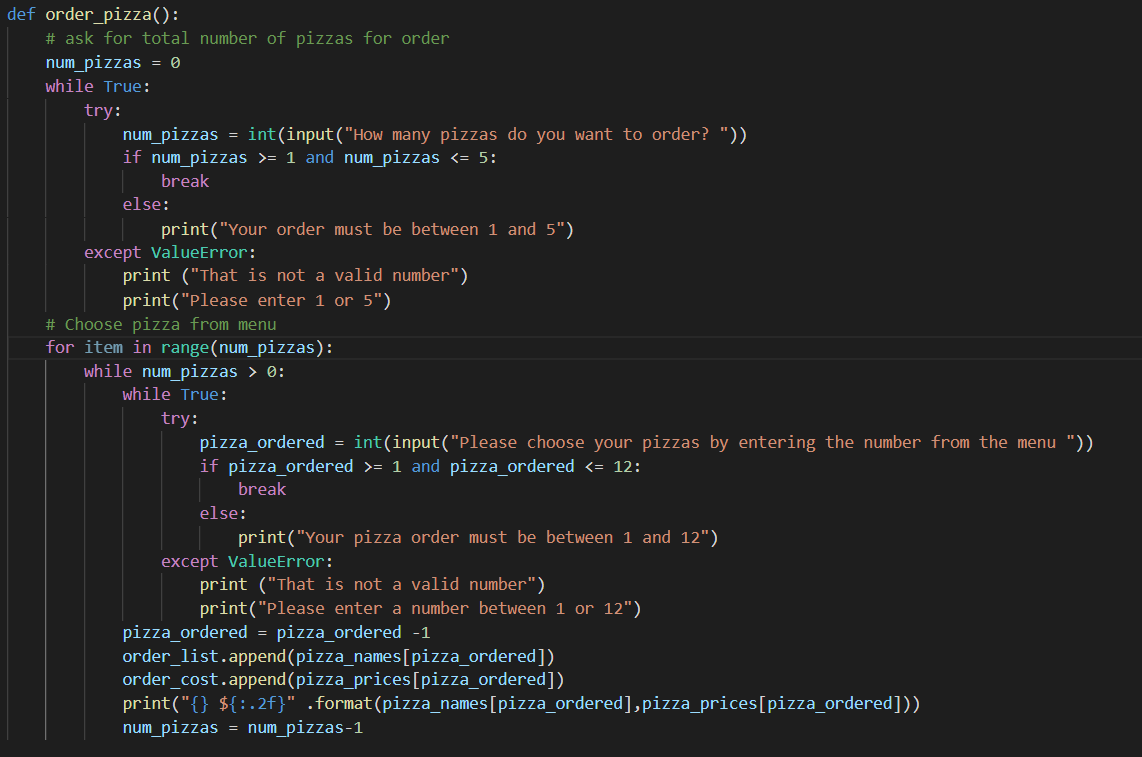 def order_pizza():
    # ask for total number of pizzas for order
    num_pizzas = 0
    while True:
        try:
            num_pizzas = int(input("How many pizzas do you want to order? "))
            if num_pizzas >= 1 and num_pizzas <= 5:
                break
            else:
                print("Your order must be between 1 and 5")
        except ValueError:
            print ("That is not a valid number")
            print("Please enter 1 or 5")
    # Choose pizza from menu
    for item in range(num_pizzas):
        while num_pizzas > 0:
            while True:
                try:
                    pizza_ordered = int(input("Please choose your pizzas by entering the number from the menu "))
                    if pizza_ordered >= 1 and pizza_ordered <= 12:
                        break
                    else:
                        print("Your pizza order must be between 1 and 12")
                except ValueError:
                    print ("That is not a valid number")
                    print("Please enter a number between 1 or 12")
            pizza_ordered = pizza_ordered -1
            order_list.append(pizza_names[pizza_ordered])
            order_cost.append(pizza_prices[pizza_ordered])
            print("{} ${:.2f}" .format(pizza_names[pizza_ordered],pizza_prices[pizza_ordered]))
            num_pizzas = num_pizzas-1